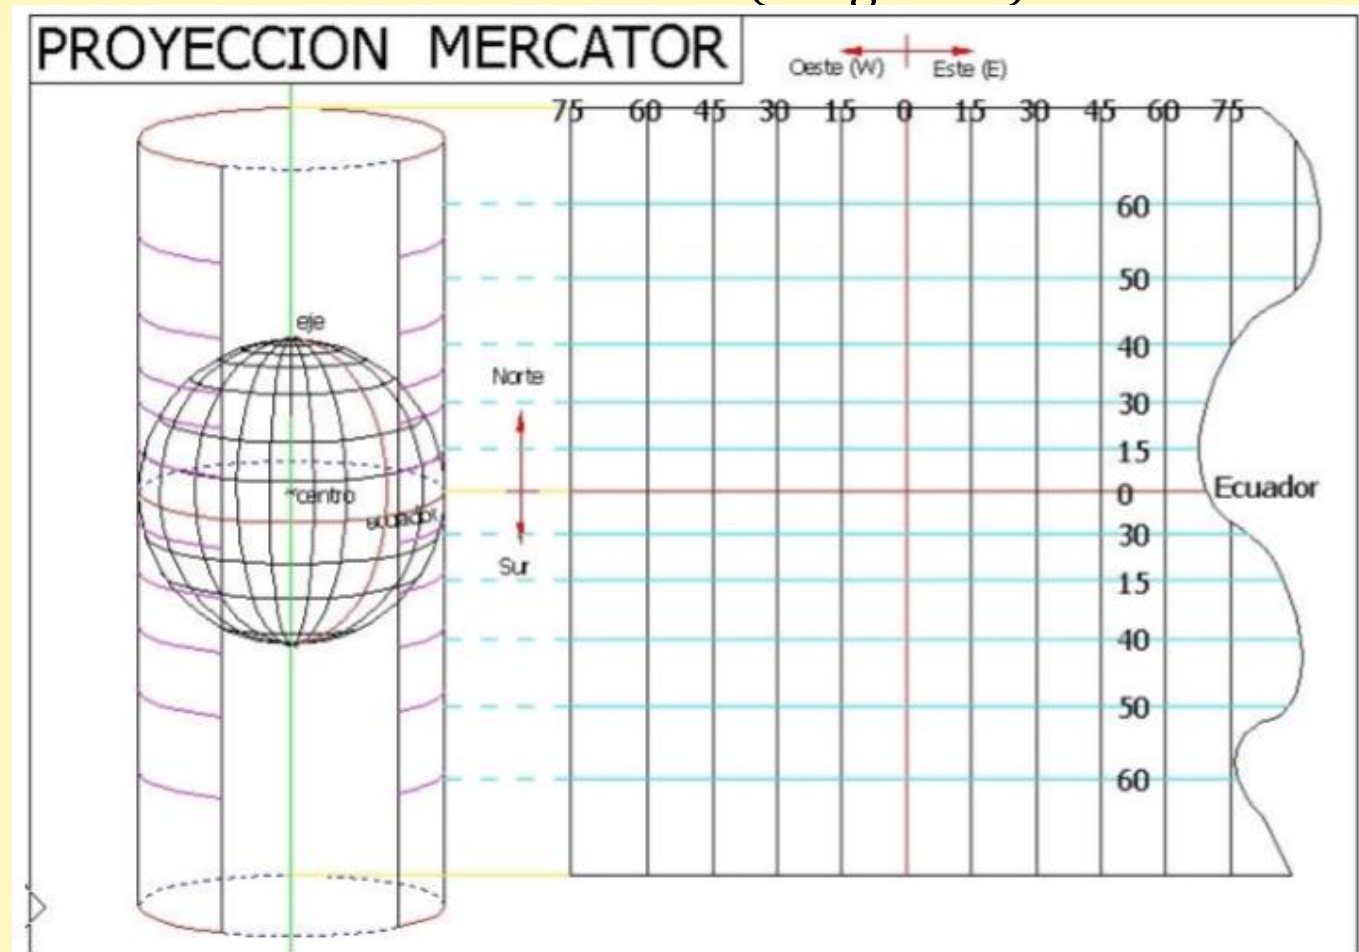 PROYECCION MERCATOR
Oeste (W) Este (E)
75 60 45 30 15 0 15 30 45 60 75
60
50
eje
40
Norte
30
15
centro
0 Ecuador
ecuador
30
Sur
15
40
50
60